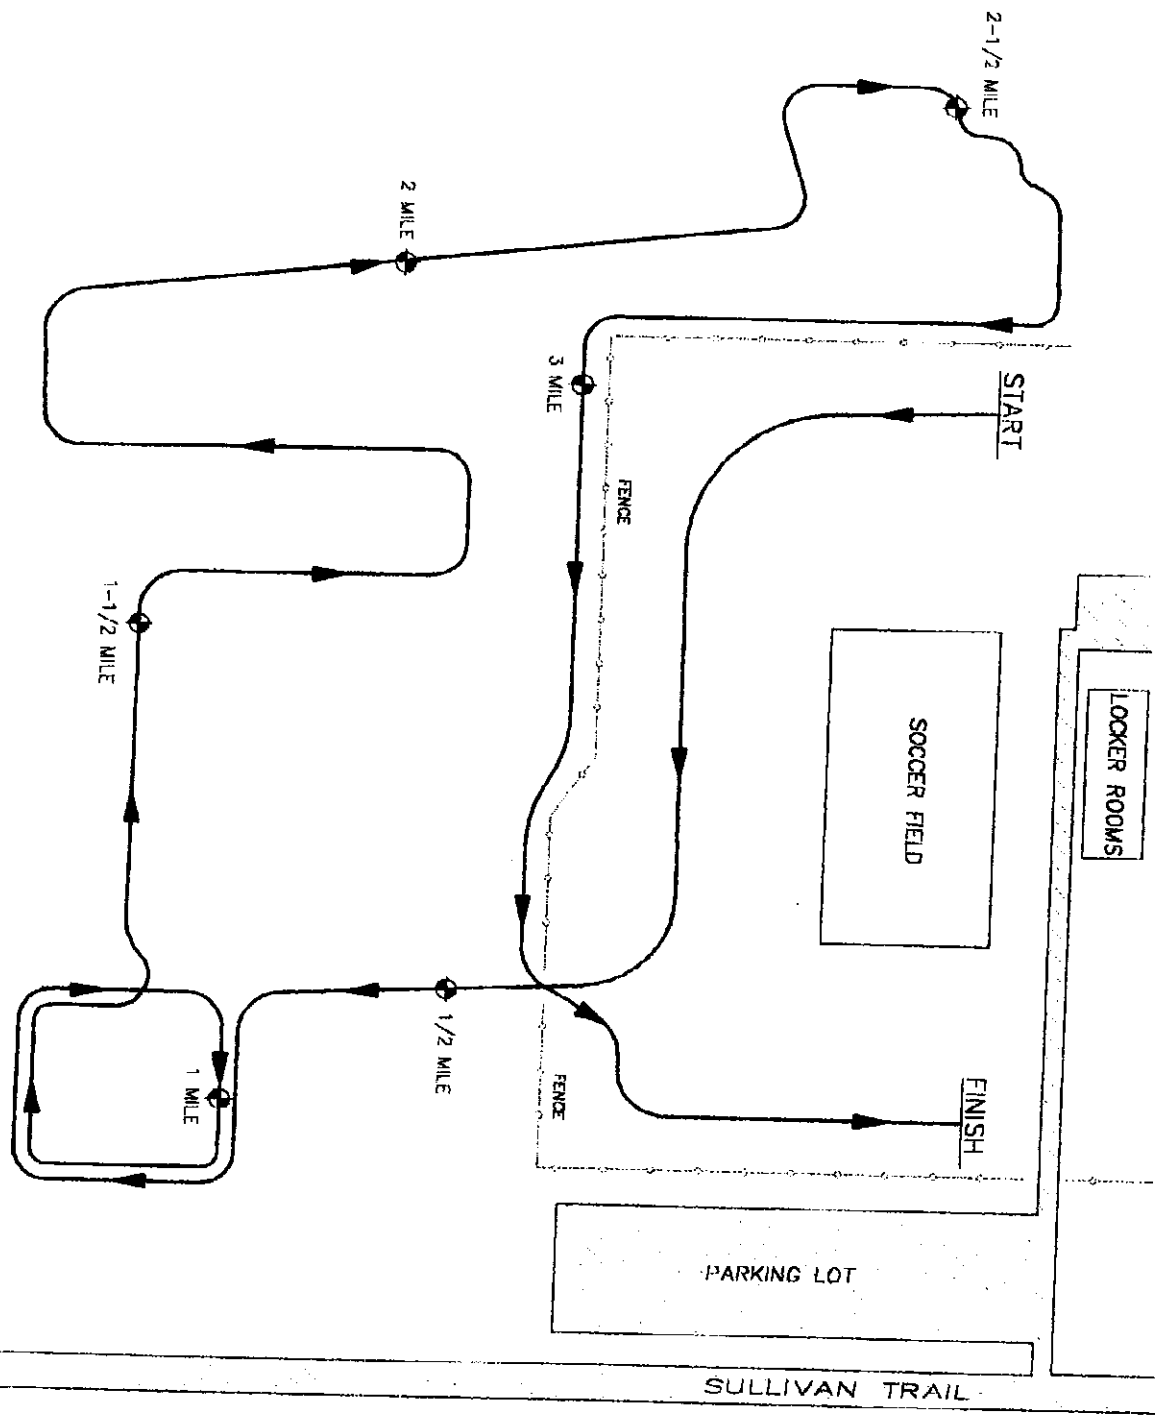 2-1/2 MILE
2 MILE
3 MILE
START
FENCE
1-1/2 MILE
SOCCER FIELD
LOCKER ROOMS
1/2 MILE
1 MILE
FENCE
FINISH
PARKING LOT
SULLIVAN TRAIL